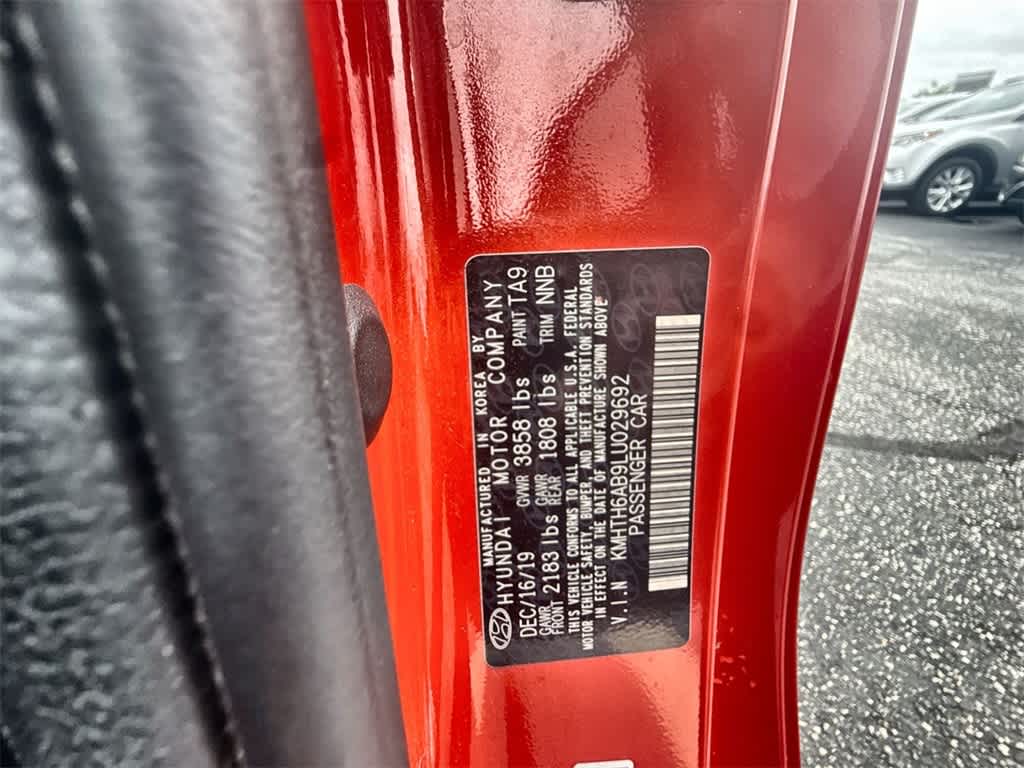 MANUFACTURED IN KOREA BY
HYUNDAI MOTOR COMPANY
DEC/16/19 GVWR 3858 lbs PAINT TA9
GAWR FRONT 2183 lbs GAWR REAR 1808 lbs TRIM NNB
THIS VEHICLE CONFORMS TO ALL APPLICABLE U.S.A. FEDERAL
MOTOR VEHICLE SAFETY, BUMPER, AND THEFT PREVENTION STANDARDS
IN EFFECT ON THE DATE OF MANUFACTURE SHOWN ABOVE
V.I.N KMHTH6AB9LU029692
PASSENGER CAR